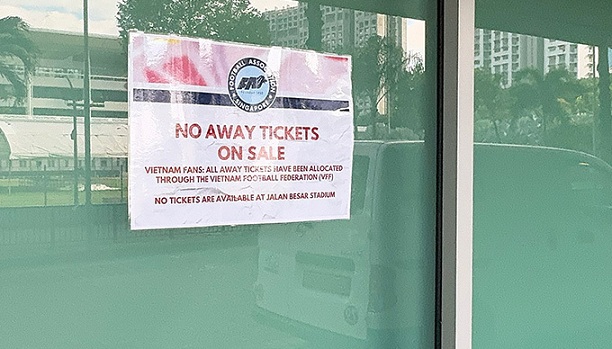 FOOTBALL ASSOCIATION
SINGAPORE
NO AWAY TICKETS
ON SALE
VIETNAM FANS: ALL AWAY TICKETS HAVE BEEN ALLOCATED
THROUGH THE VIETNAM FOOTBALL FEDERATION (VFF)
NO TICKETS ARE AVAILABLE AT JALAN BESAR STADIUM